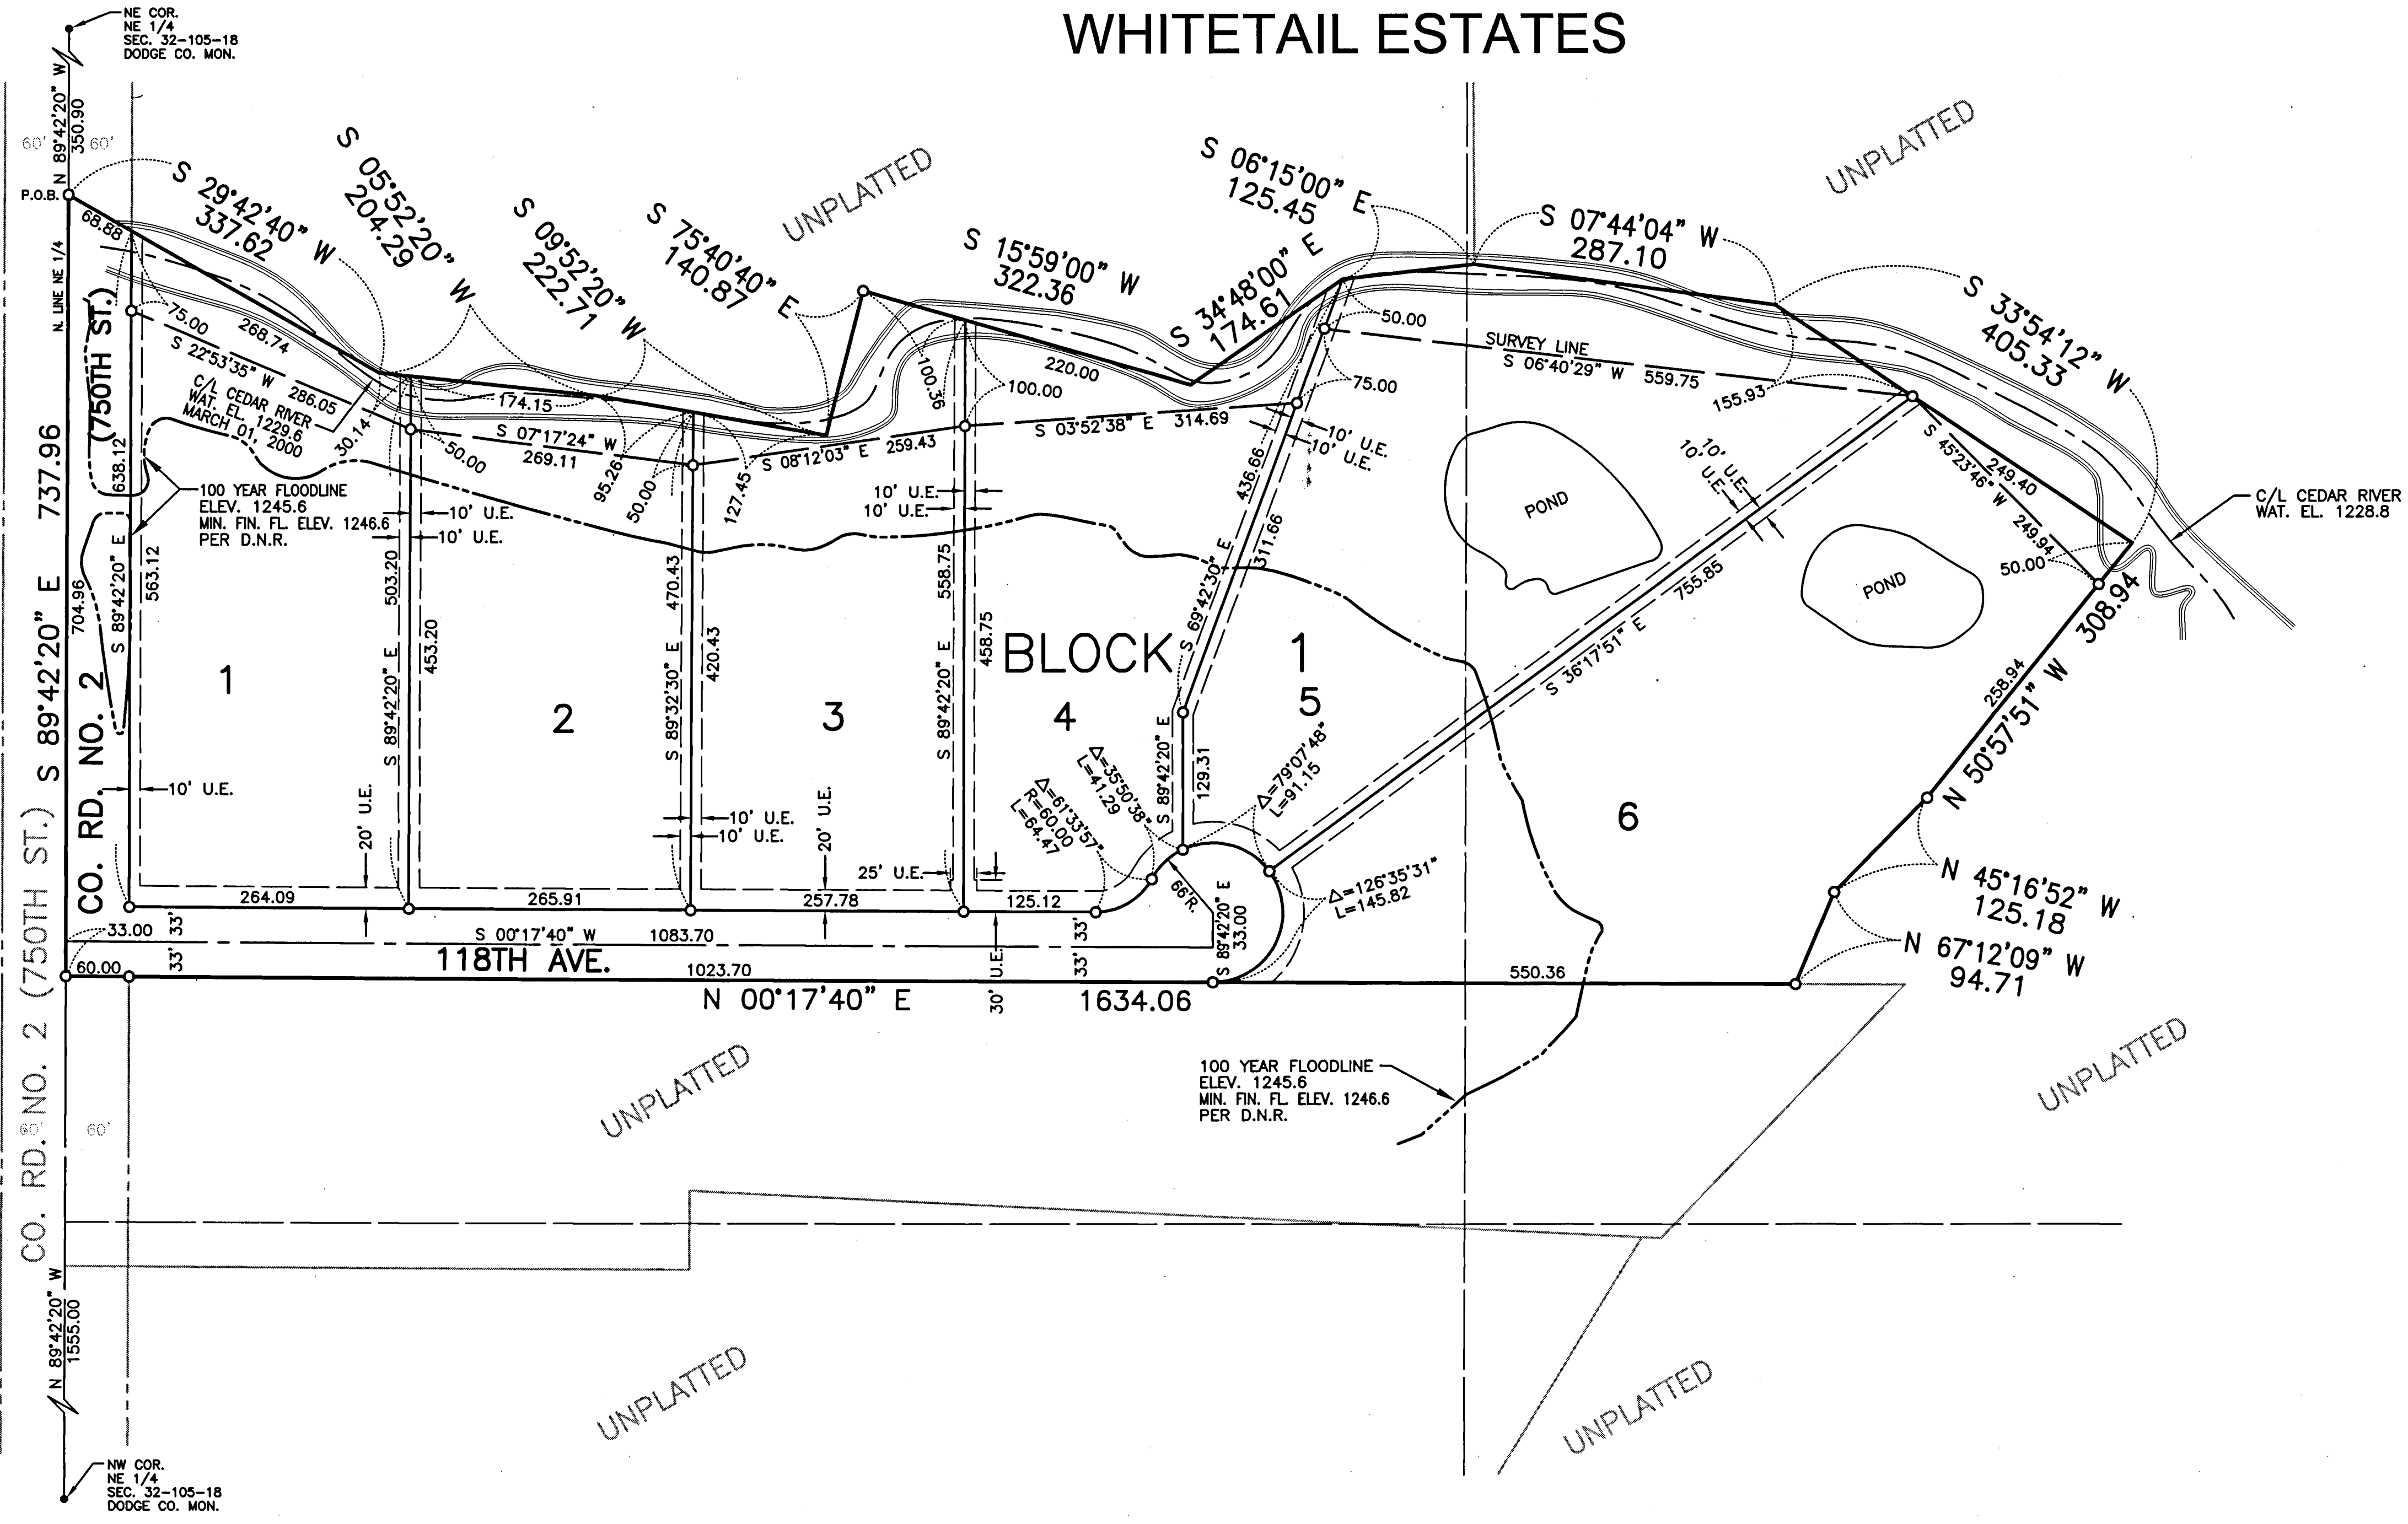 WHITETAIL ESTATES
NE COR.
NE 1/4
SEC. 32-105-18
DODGE CO. MON.
N 89°42'20" W
350.90
60'
60'
P.O.B.
N. LINE NE 1/4
68.88
S 29°42'40" W
337.62
S 05°52'20" W
204.29
S 09°52'20" W
222.71
S 75°40'40" E
140.87
UNPLATTED
S 15°59'00" W
322.36
S 34°48'00" E
174.61
S 06°15'00" E
125.45
S 07°44'04" W
287.10
UNPLATTED
S 33°54'12" W
405.33
75.00
268.74
S 22°53'35" W 286.05
C/L CEDAR RIVER
WAT. EL. 1229.6
MARCH 01, 2000
30.14
50.00
174.15
S 07°17'24" W
269.11
95.26
50.00
127.45
S 08°12'03" E 259.43
100.36
100.00
220.00
S 03°52'38" E 314.69
50.00
75.00
SURVEY LINE
S 06°40'29" W 559.75
155.93
10' U.E.
10' U.E.
10' U.E.
10' U.E.
S 45°23'46" W 249.94
249.40
50.00
C/L CEDAR RIVER
WAT. EL. 1228.8
POND
POND
(750TH ST.)
CO. RD. NO. 2
S 89°42'20" E 737.96
704.96
638.12
S 89°42'20" E
563.12
100 YEAR FLOODLINE
ELEV. 1245.6
MIN. FIN. FL. ELEV. 1246.6
PER D.N.R.
10' U.E.
10' U.E.
10' U.E.
10' U.E.
503.20
S 89°42'20" E
453.20
470.43
S 89°32'30" E
420.43
558.75
S 89°42'20" E
458.75
436.66
S 69°42'30" E
311.66
S 36°17'51" E
755.85
BLOCK 1
1
2
3
4
5
6
S 89°42'20" E
129.31
Δ=35°50'38"
L=41.29
Δ=61°33'57"
R=60.00
L=64.47
Δ=79°07'48"
L=91.15
Δ=126°35'31"
L=145.82
66'R.
S 89°42'20" E
33.00
N 50°57'51" W 308.94
258.94
N 45°16'52" W
125.18
N 67°12'09" W
94.71
10' U.E.
20' U.E.
10' U.E.
10' U.E.
20' U.E.
25' U.E.
264.09
265.91
257.78
125.12
33.00
33'
33'
S 00°17'40" W 1083.70
33'
33'
118TH AVE.
30' U.E.
60.00
1023.70
550.36
N 00°17'40" E 1634.06
CO. RD. NO. 2 (750TH ST.)
60'
60'
UNPLATTED
100 YEAR FLOODLINE
ELEV. 1245.6
MIN. FIN. FL. ELEV. 1246.6
PER D.N.R.
UNPLATTED
N 89°42'20" W
1555.00
UNPLATTED
UNPLATTED
NW COR.
NE 1/4
SEC. 32-105-18
DODGE CO. MON.